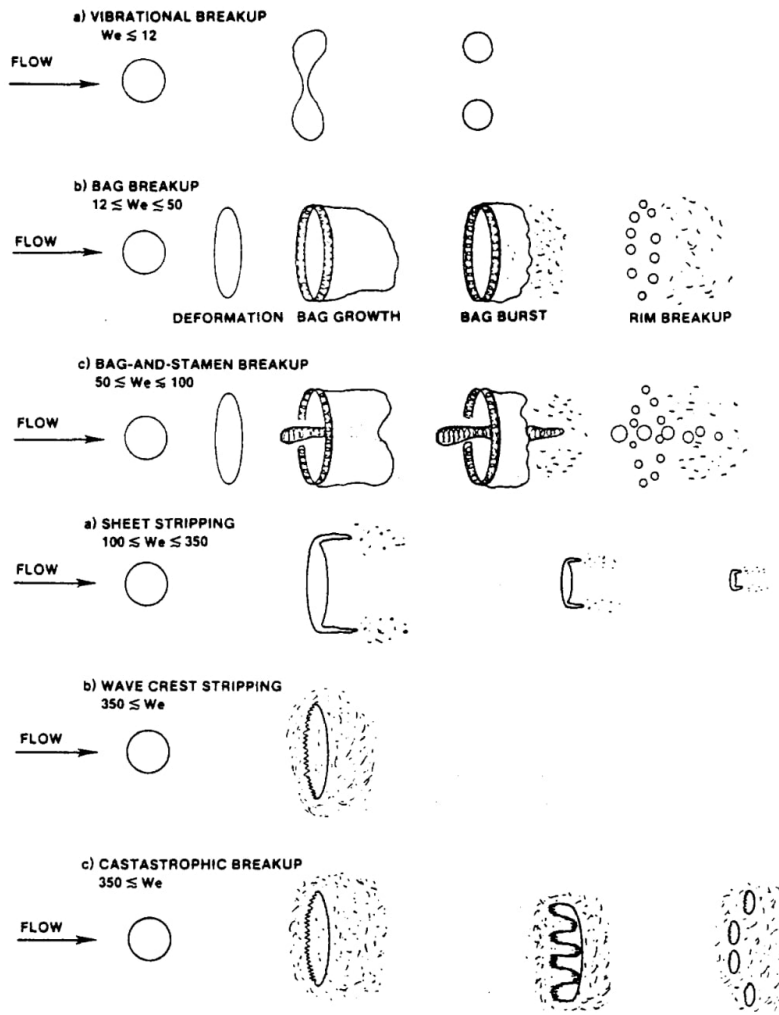 a) VIBRATIONAL BREAKUP
We ≤ 12
FLOW
b) BAG BREAKUP
12 ≤ We ≤ 50
FLOW
DEFORMATION BAG GROWTH BAG BURST RIM BREAKUP
c) BAG-AND-STAMEN BREAKUP
50 ≤ We ≤ 100
FLOW
a) SHEET STRIPPING
100 ≤ We ≤ 350
FLOW
b) WAVE CREST STRIPPING
350 ≤ We
FLOW
c) CASTASTROPHIC BREAKUP
350 ≤ We
FLOW